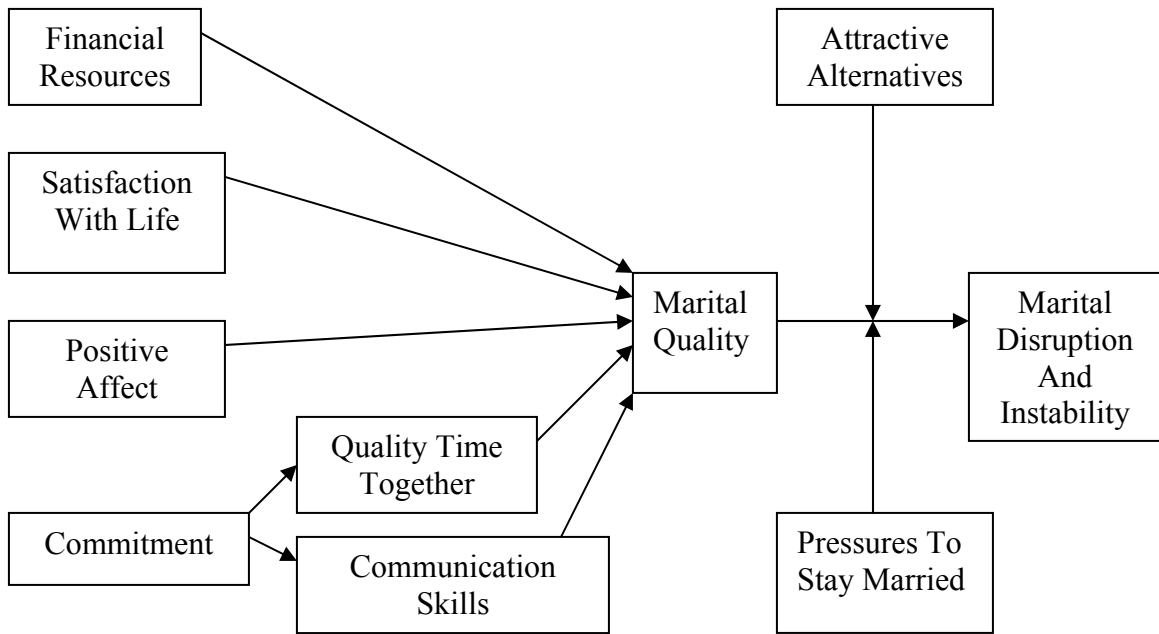 Financial
Resources
Attractive
Alternatives
Satisfaction
With Life
Marital
Quality
Marital
Disruption
And
Instability
Positive
Affect
Quality Time
Together
Commitment
Communication
Skills
Pressures To
Stay Married